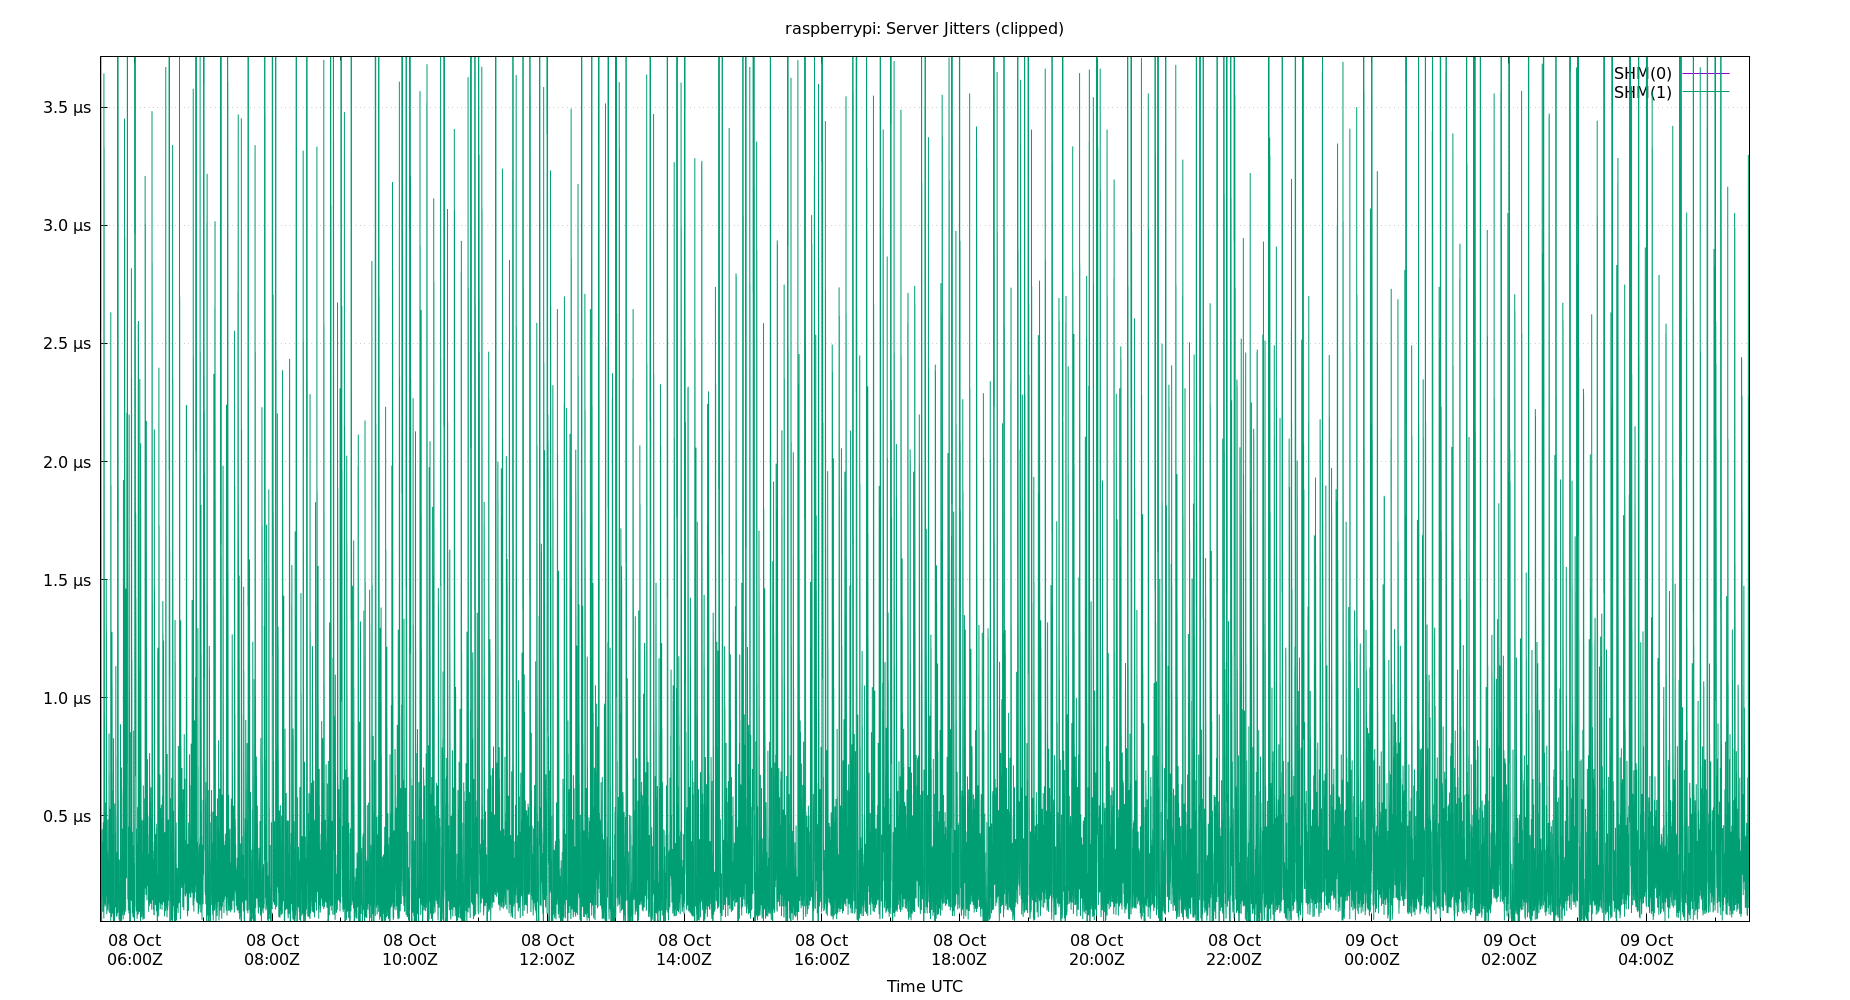 raspberrypi: Server Jitters (clipped)
SHM(0)
SHM(1)
3.5 μs
3.0 μs
2.5 μs
2.0 μs
1.5 μs
1.0 μs
0.5 μs
08 Oct 08 Oct 08 Oct 08 Oct 08 Oct 08 Oct 08 Oct 08 Oct 08 Oct 09 Oct 09 Oct 09 Oct
06:00Z 08:00Z 10:00Z 12:00Z 14:00Z 16:00Z 18:00Z 20:00Z 22:00Z 00:00Z 02:00Z 04:00Z
Time UTC